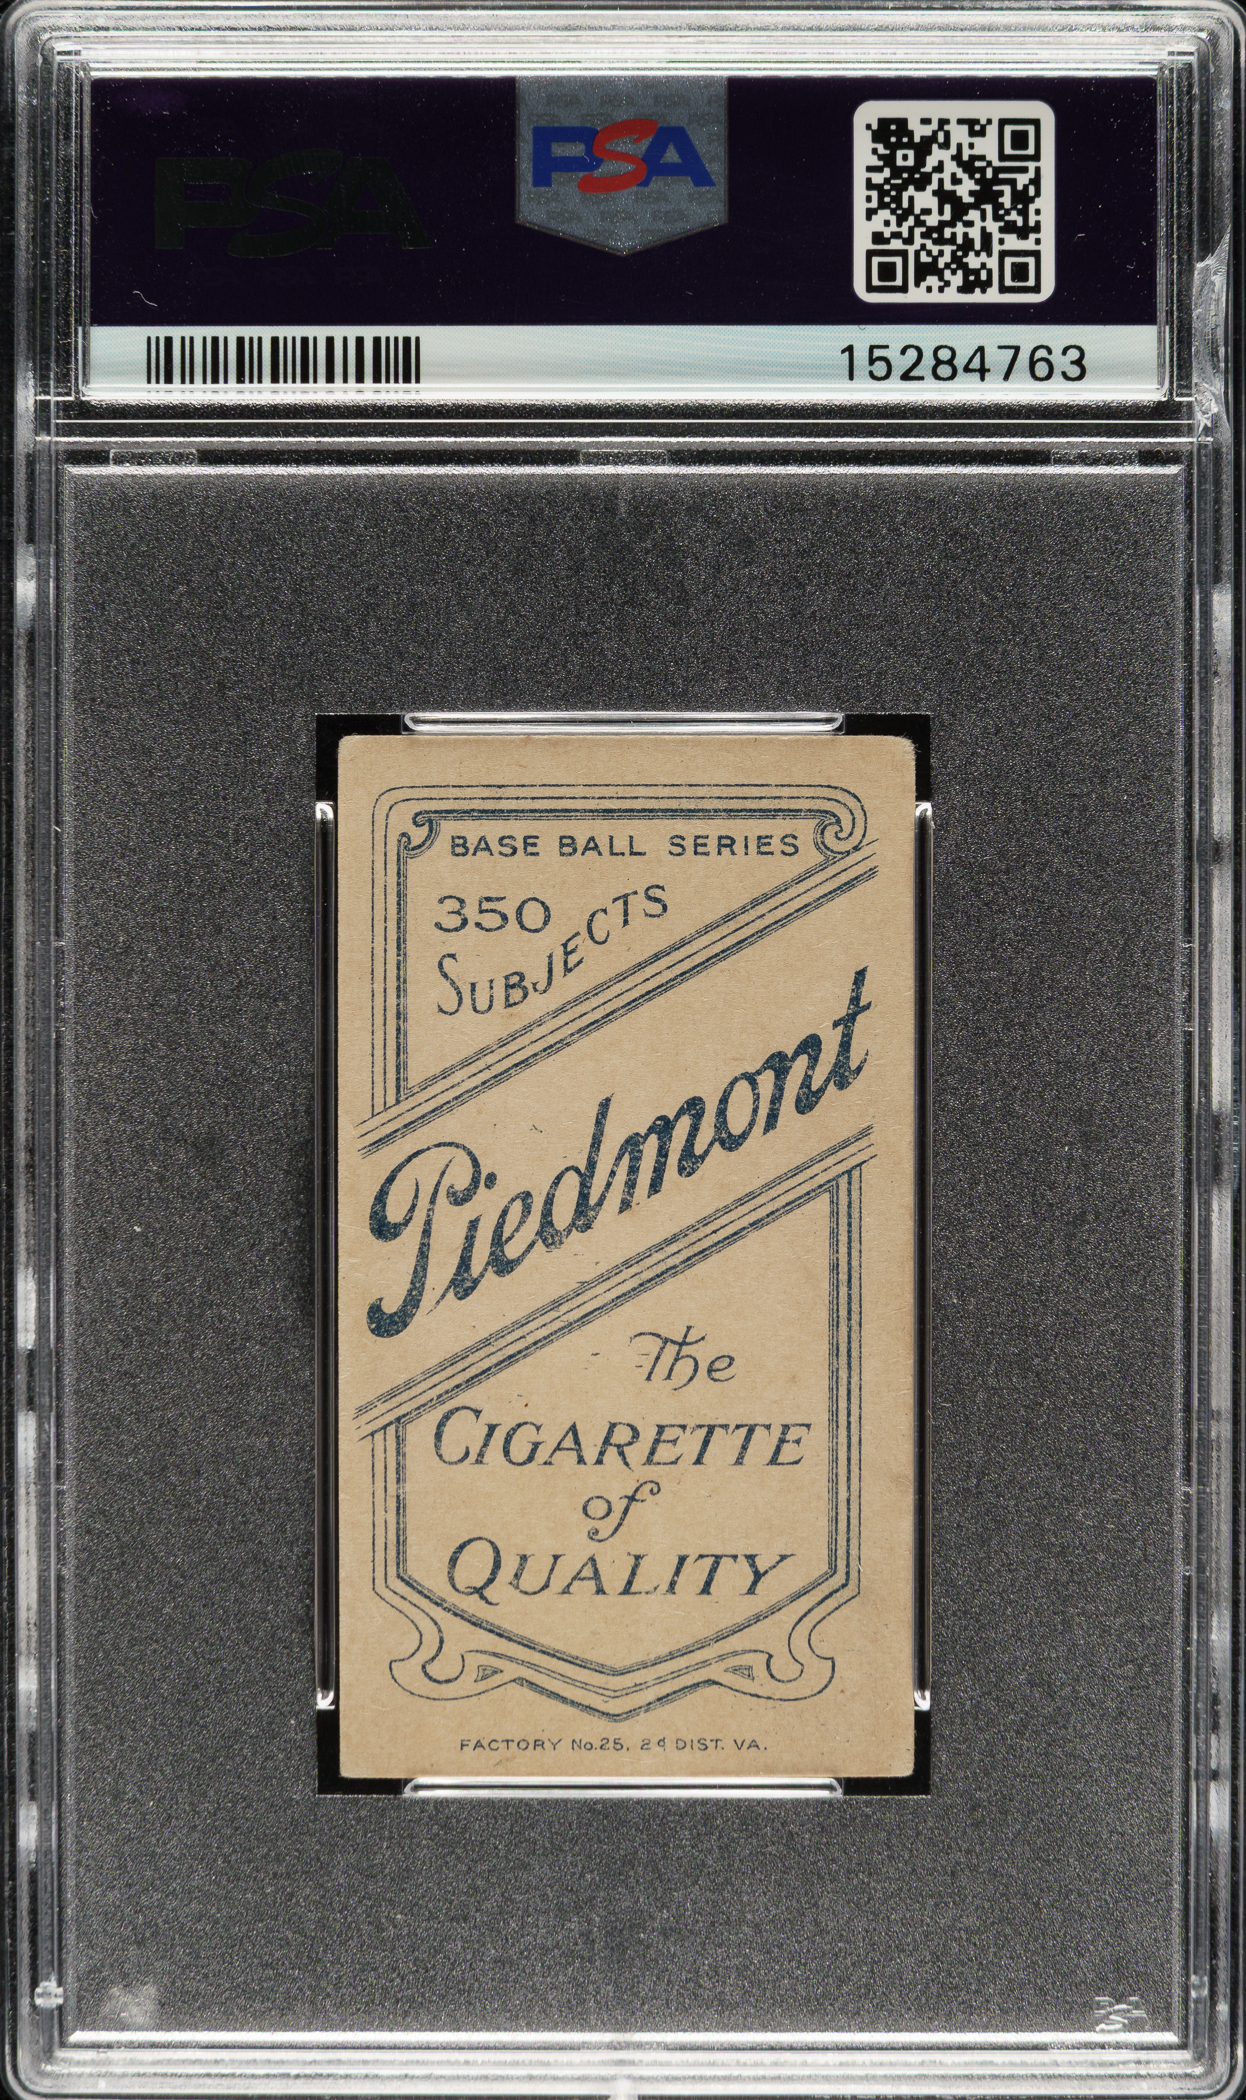 PSA
PSA
15284763
BASE BALL SERIES
350
SUBJECTS
Piedmont
The
CIGARETTE
of
QUALITY
FACTORY No.25, 2d DIST. VA.